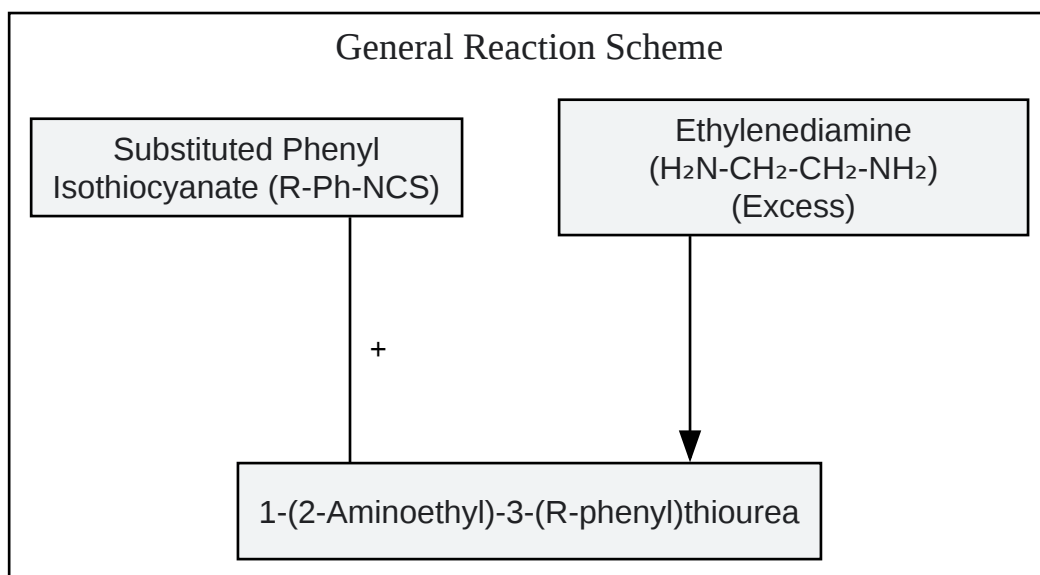 General Reaction Scheme
Substituted Phenyl
Isothiocyanate (R-Ph-NCS)
Ethylenediamine
(H₂N-CH₂-CH₂-NH₂)
(Excess)
+
1-(2-Aminoethyl)-3-(R-phenyl)thiourea